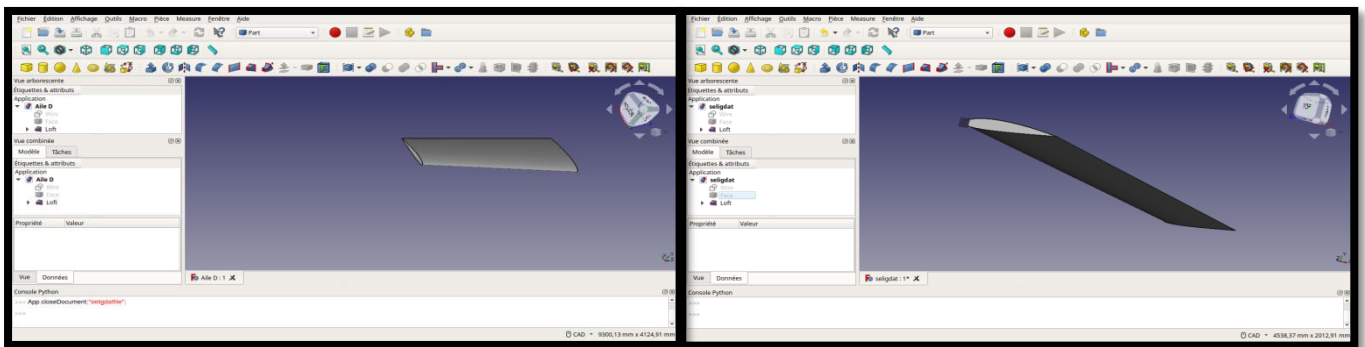 Fichier Édition Affichage Outils Macro Pièce Measure Fenêtre Aide
Part
Vue arborescente
Étiquettes & attributs
Application
Aile D
Wire
Face
Loft
Vue combinée
Modèle Tâches
Étiquettes & attributs
Application
Aile D
Wire
Face
Loft
Propriété Valeur
Vue Données
Aile D : 1
Console Python
>>> App.closeDocument("seligdatfile")
>>>
CAD 9300,13 mm x 4124,91 mm
Fichier Édition Affichage Outils Macro Pièce Measure Fenêtre Aide
Part
Vue arborescente
Étiquettes & attributs
Application
seligdat
Wire
Face
Loft
Vue combinée
Modèle Tâches
Étiquettes & attributs
Application
seligdat
Wire
Face
Loft
Propriété Valeur
Vue Données
seligdat : 1*
Console Python
>>>
>>>
CAD 4538,37 mm x 2012,91 mm